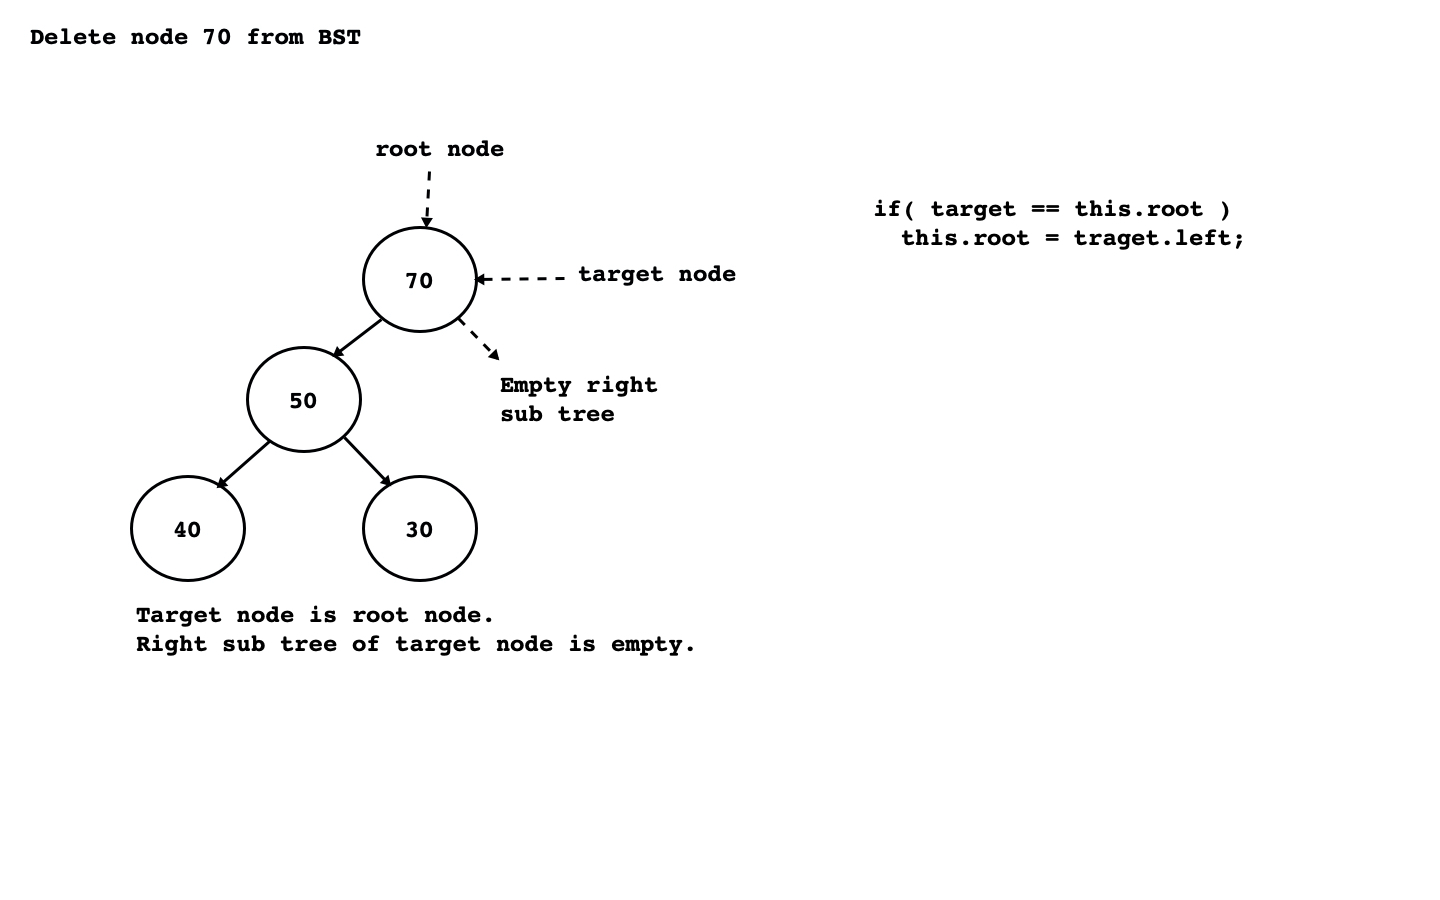 Delete node 70 from BST
root node
if( target == this.root )
this.root = traget.left;
70
target node
50
Empty right
sub tree
40
30
Target node is root node.
Right sub tree of target node is empty.